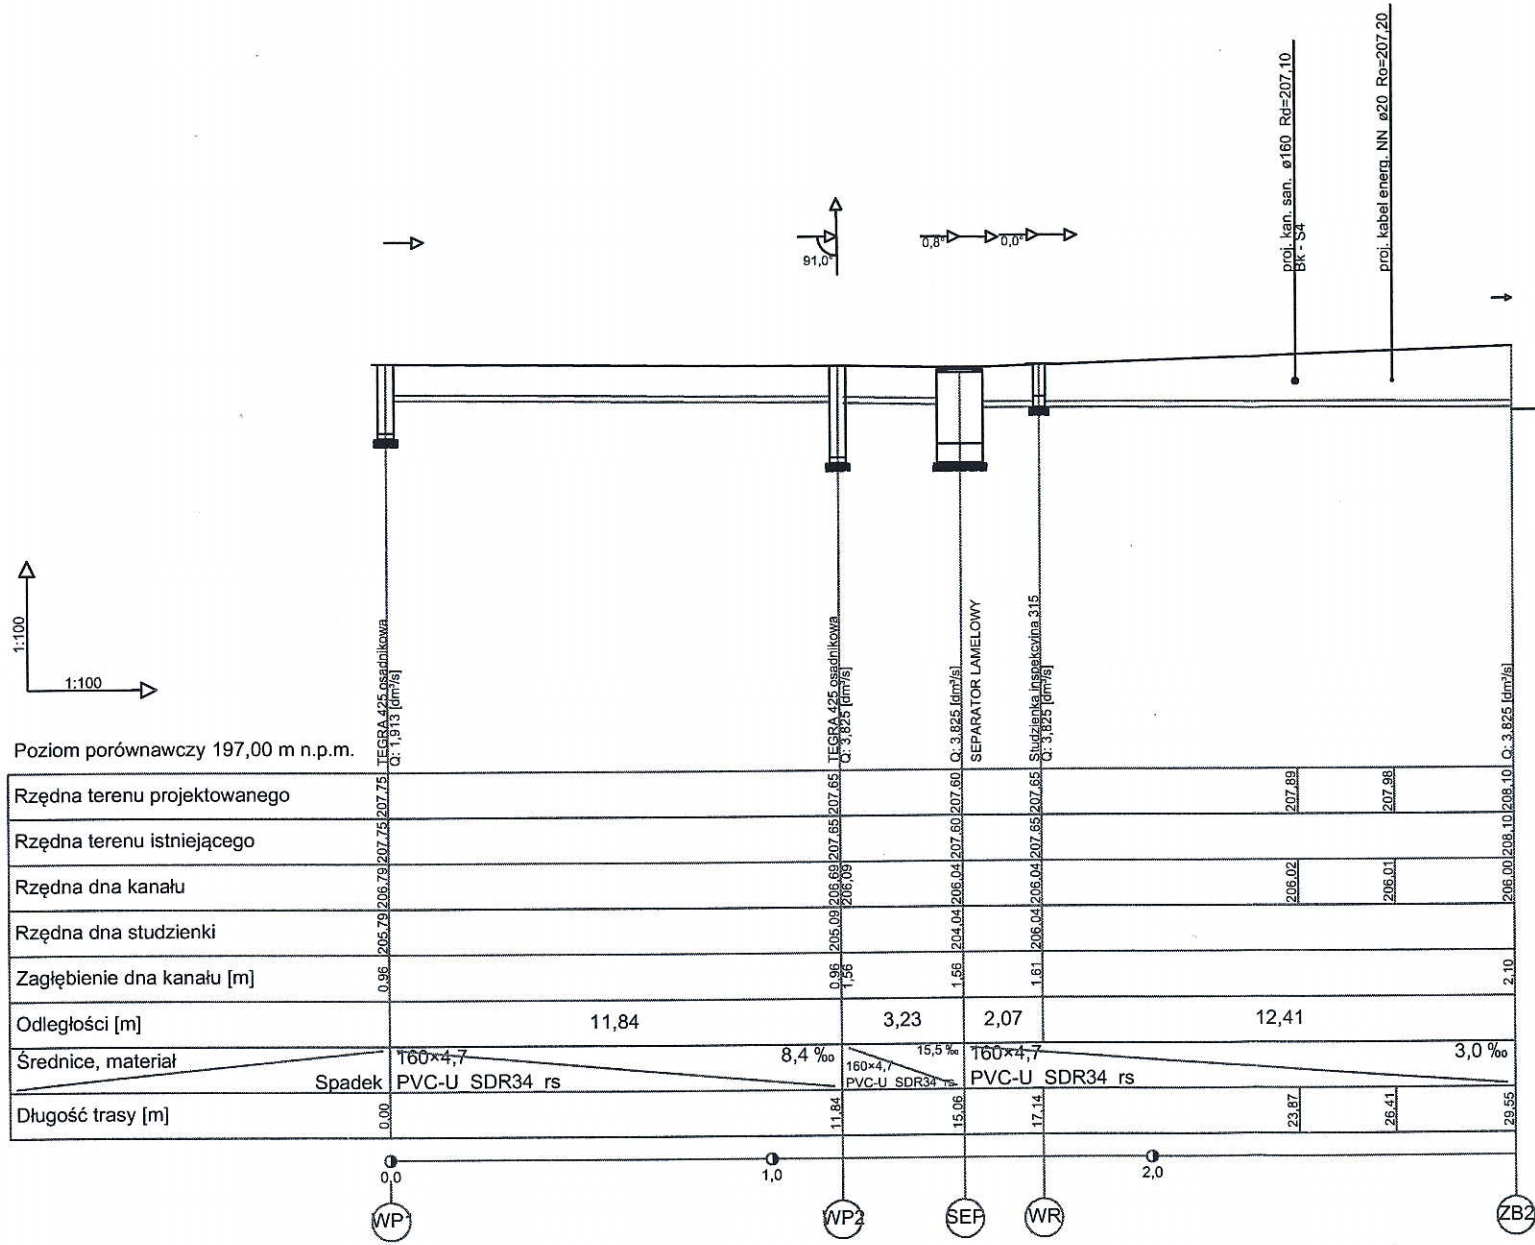 proj. kan. san. ø160 Rd=207,10
Bk - S4
proj. kabel energ. NN ø20 Ro=207,20
91,0°
0,8°
0,0°
1:100
1:100
TEGRA 425 osadnikowa
Q: 1,913 [dm³/s]
TEGRA 425 osadnikowa
Q: 3,825 [dm³/s]
Q: 3,825 [dm³/s]
SEPARATOR LAMELOWY
Studzienka inspekcyjna 315
Q: 3,825 [dm³/s]
Q: 3,825 [dm³/s]
Poziom porównawczy 197,00 m n.p.m.
Rzędna terenu projektowanego 207,75 207,65 207,60 207,65 207,89 207,98 208,10
Rzędna terenu istniejącego 207,75 207,65 207,60 207,65 208,10
Rzędna dna kanału 206,79 206,69 206,09 206,04 206,04 206,02 206,01 206,00
Rzędna dna studzienki 205,79 205,09 204,04 206,04
Zagłębienie dna kanału [m] 0,96 0,96 1,56 1,56 1,61 2,10
Odległości [m] 11,84 3,23 2,07 12,41
Średnice, materiał 160×4,7 8,4 ‰ 160×4,7 15,5 ‰ 160×4,7 3,0 ‰
Spadek PVC-U SDR34 rs PVC-U SDR34 rs PVC-U SDR34 rs
Długość trasy [m] 0,00 11,84 15,06 17,14 23,87 26,41 29,55
0,0 1,0 2,0
WP1 WP2 SEP WR ZB2